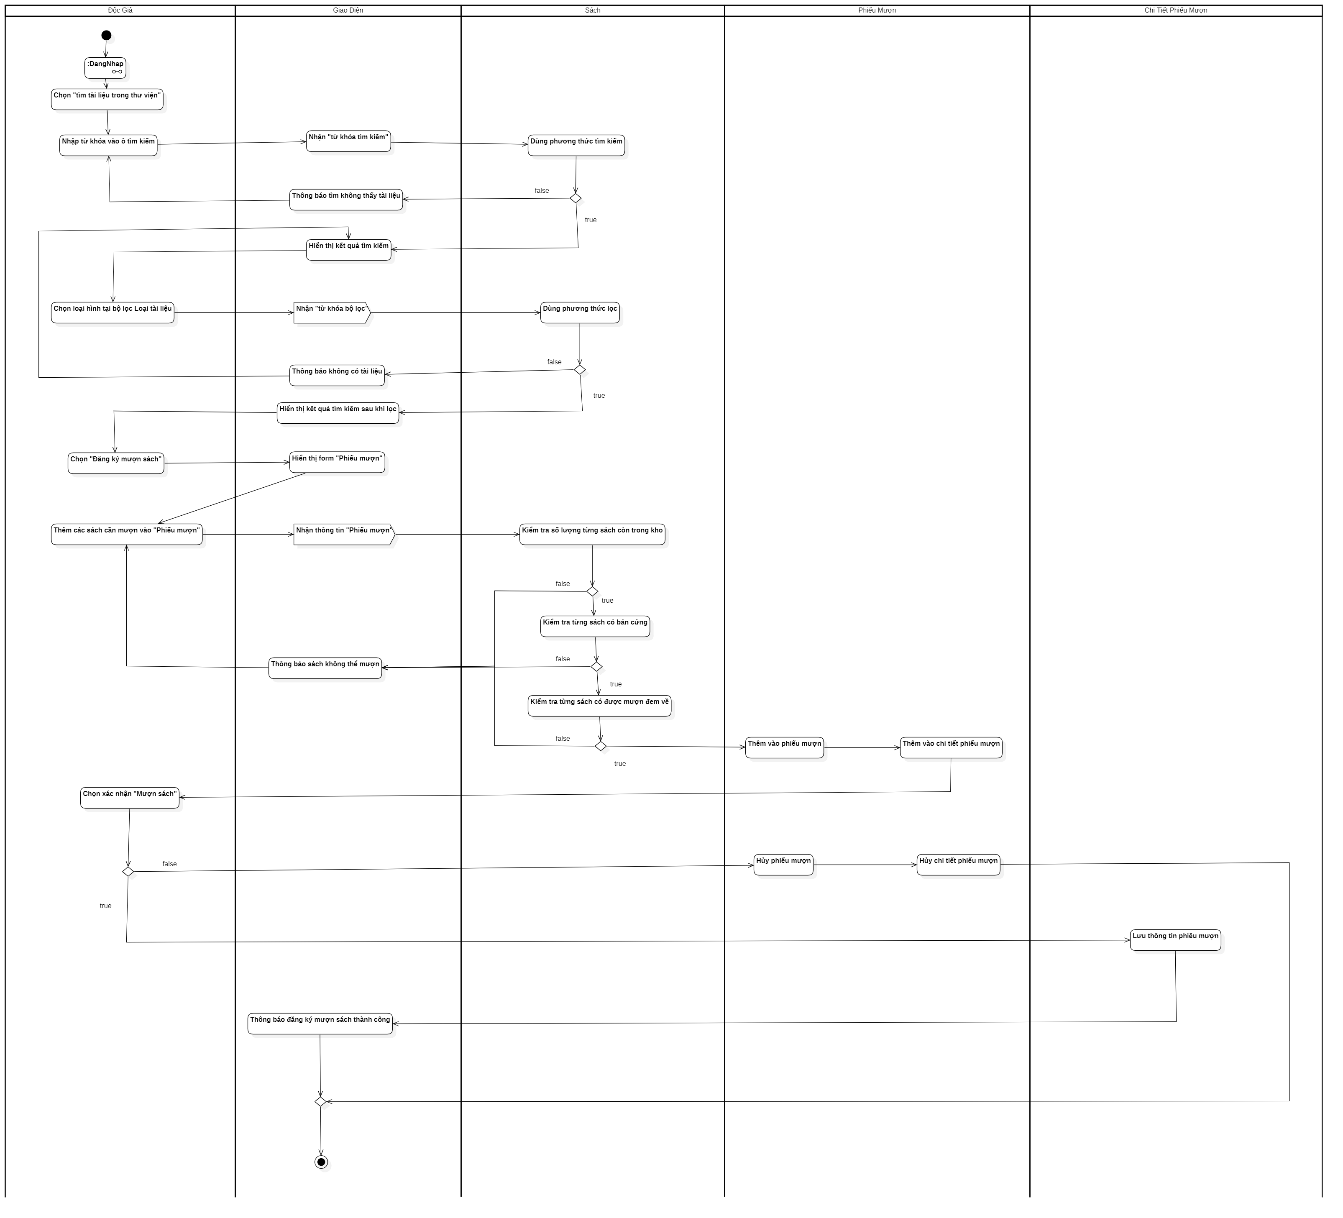 Độc Giả
Giao Diện
Sách
Phiếu Mượn
Chi Tiết Phiếu Mượn
:DangNhap
Chọn "tìm tài liệu trong thư viện"
Nhập từ khóa vào ô tìm kiếm
Nhận "từ khóa tìm kiếm"
Dùng phương thức tìm kiếm
false
Thông báo tìm không thấy tài liệu
true
Hiển thị kết quả tìm kiếm
Chọn loại hình tại bộ lọc Loại tài liệu
Nhận "từ khóa bộ lọc"
Dùng phương thức lọc
false
Thông báo không có tài liệu
true
Hiển thị kết quả tìm kiếm sau khi lọc
Chọn "Đăng ký mượn sách"
Hiển thị form "Phiếu mượn"
Thêm các sách cần mượn vào "Phiếu mượn"
Nhận thông tin "Phiếu mượn"
Kiểm tra số lượng từng sách còn trong kho
false
true
Kiểm tra từng sách có bản cứng
false
Thông báo sách không thể mượn
true
Kiểm tra từng sách có được mượn đem về
false
Thêm vào phiếu mượn
Thêm vào chi tiết phiếu mượn
true
Chọn xác nhận "Mượn sách"
false
Hủy phiếu mượn
Hủy chi tiết phiếu mượn
true
Lưu thông tin phiếu mượn
Thông báo đăng ký mượn sách thành công